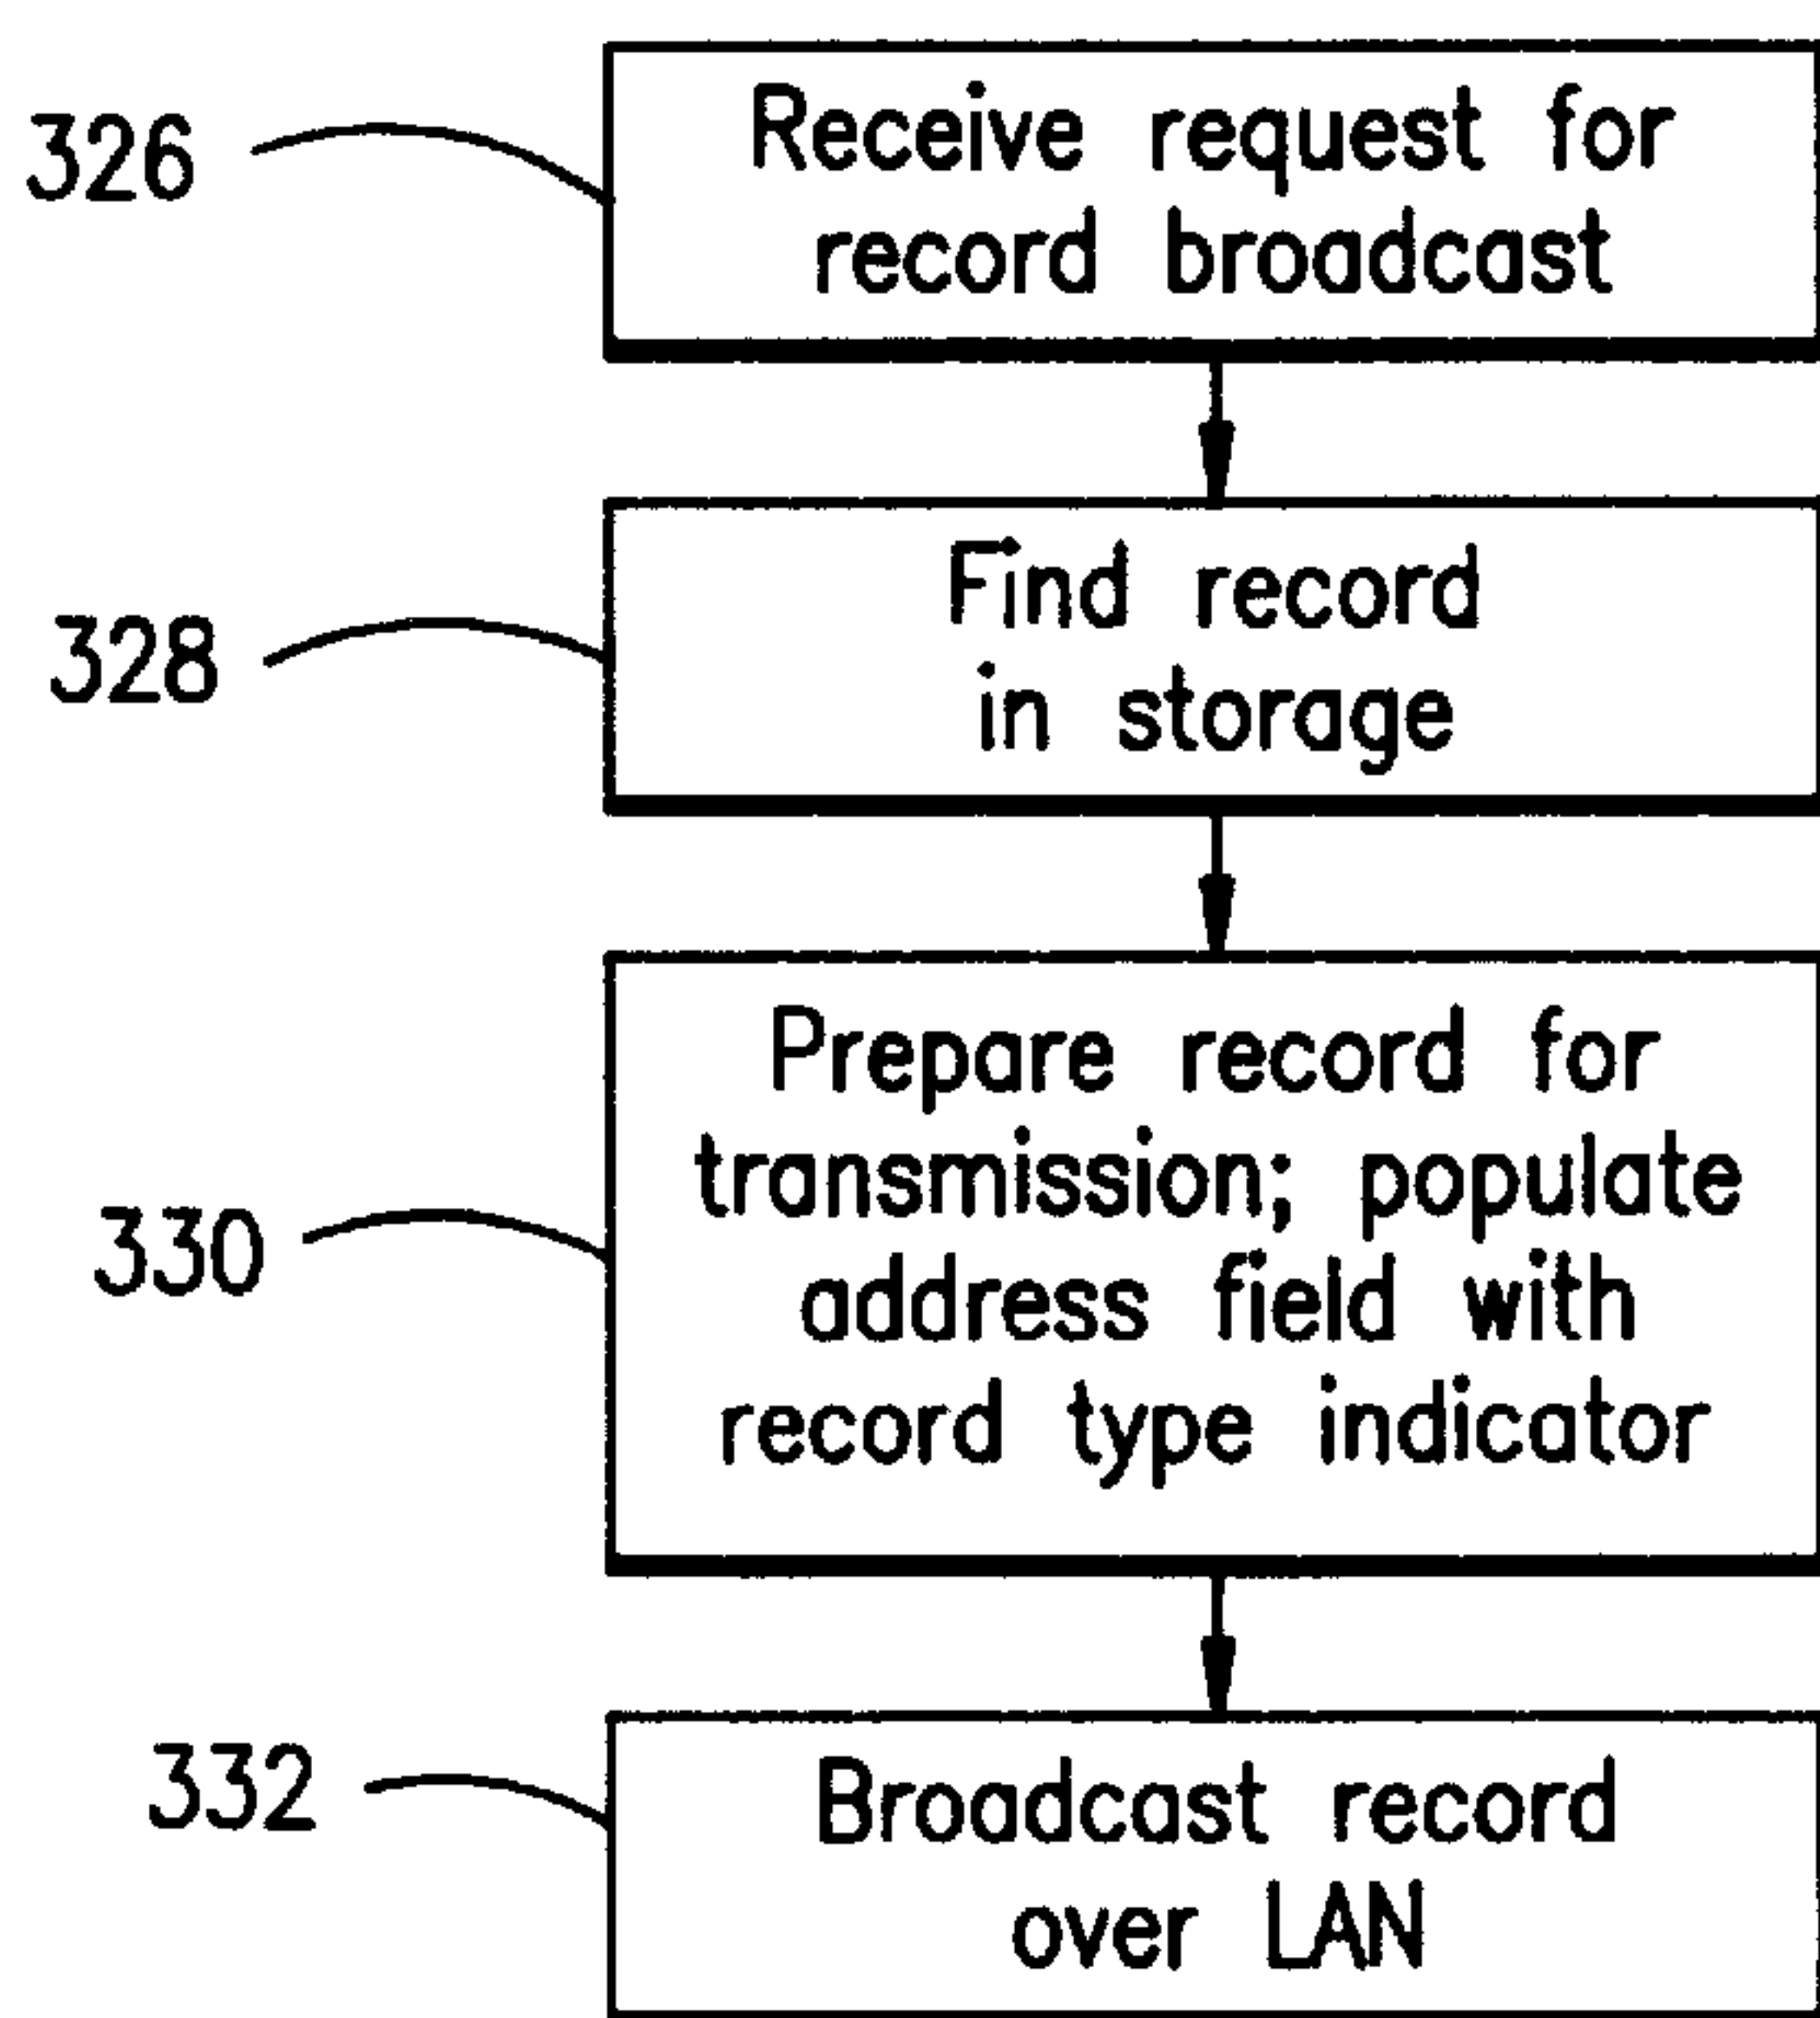 326
Receive request for
record broadcast
328
Find record
in storage
330
Prepare record for
transmission; populate
address field with
record type indicator
332
Broadcast record
over LAN